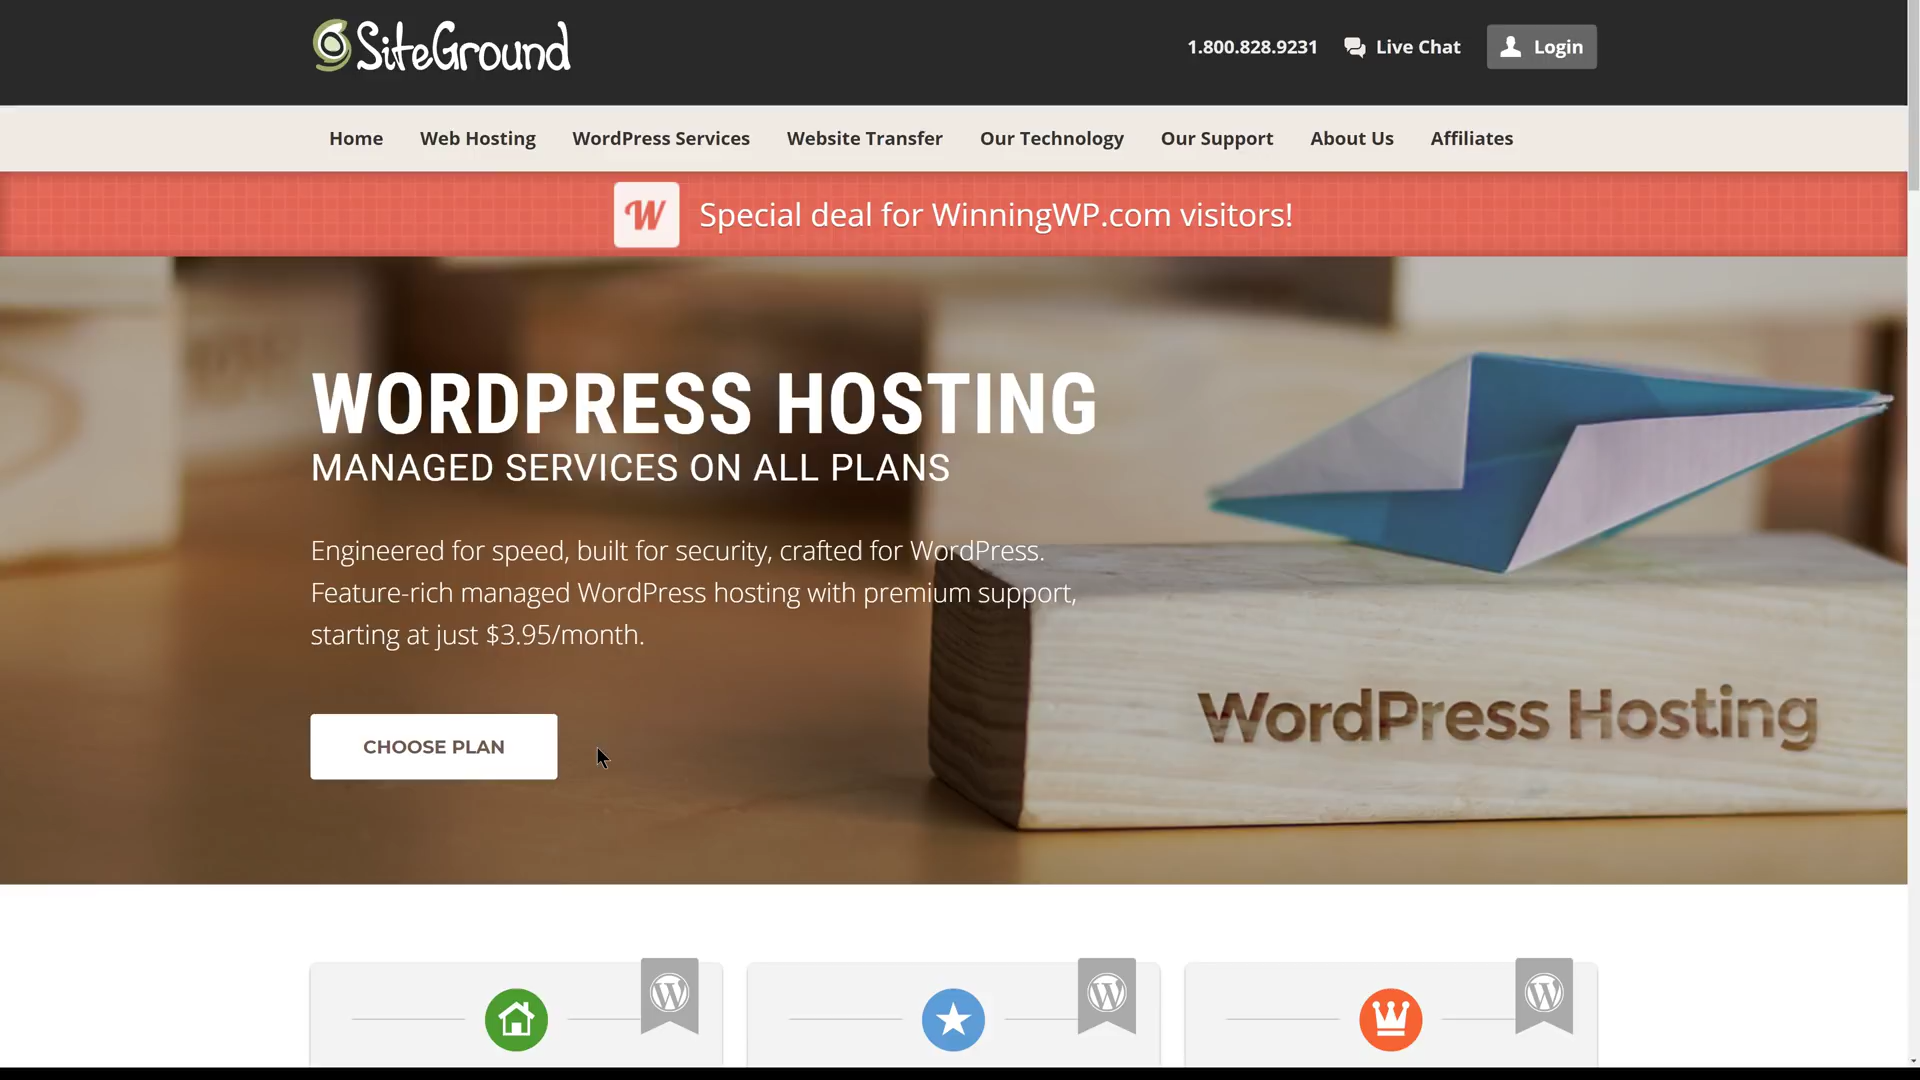 SiteGround
1.800.828.9231 Live Chat Login
Home Web Hosting WordPress Services Website Transfer Our Technology Our Support About Us Affiliates
W Special deal for WinningWP.com visitors!
WORDPRESS HOSTING
MANAGED SERVICES ON ALL PLANS
Engineered for speed, built for security, crafted for WordPress.
Feature-rich managed WordPress hosting with premium support,
starting at just $3.95/month.
WordPress Hosting
CHOOSE PLAN